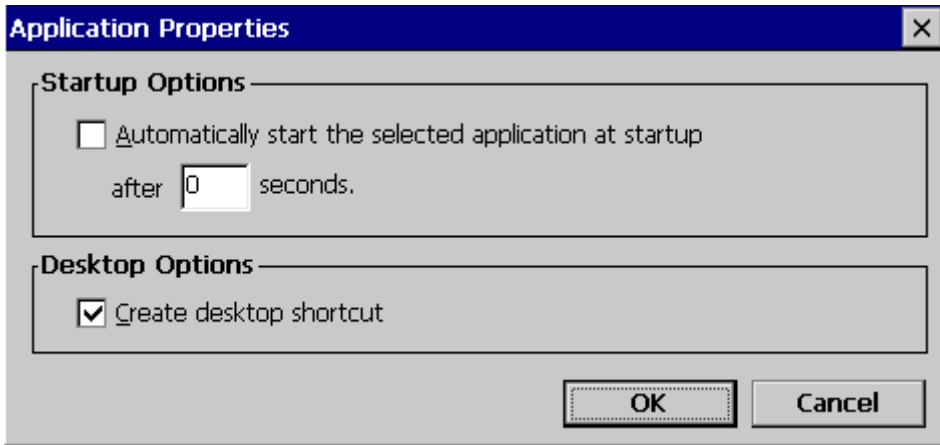 Application Properties
Startup Options
Automatically start the selected application at startup
after 0 seconds.
Desktop Options
Create desktop shortcut
OK Cancel